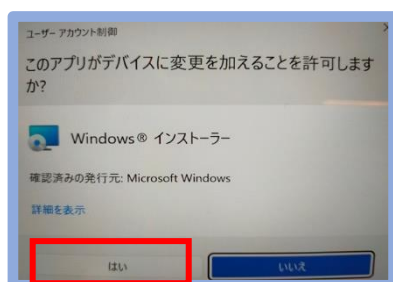 ユーザー アカウント制御
このアプリがデバイスに変更を加えることを許可します
か?
Windows® インストーラー
確認済みの発行元: Microsoft Windows
詳細を表示
はい
いいえ